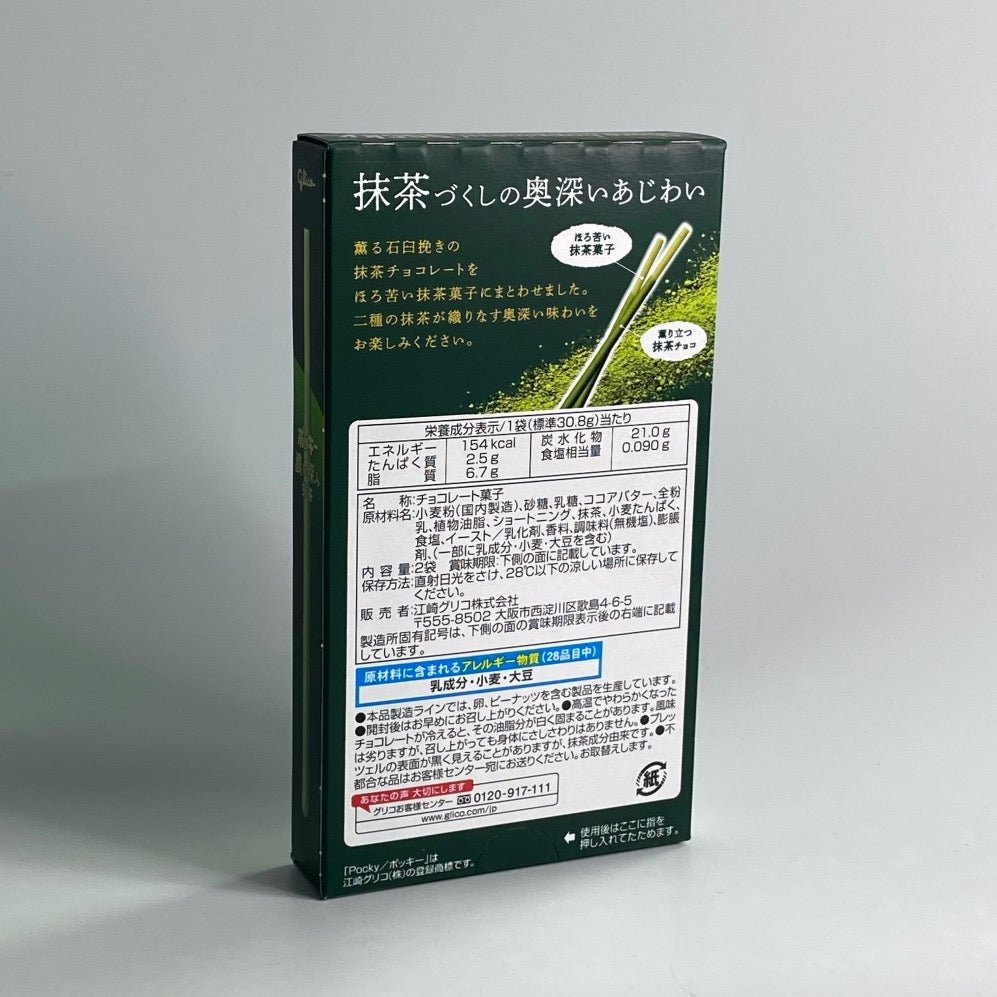 glico
抹茶づくしの奥深いあじわい
薫る石臼挽きの
抹茶チョコレートを
ほろ苦い抹茶菓子にまとわせました。
二種の抹茶が織りなす奥深い味わいを
お楽しみください。
ほろ苦い
抹茶菓子
薫り立つ
抹茶チョコ
栄養成分表示/1袋(標準30.8g)当たり
エネルギー 154kcal 炭水化物 21.0g
たんぱく質 2.5g 食塩相当量 0.090g
脂質 6.7g
名称:チョコレート菓子
原材料名:小麦粉(国内製造)、砂糖、乳糖、ココアバター、全粉
乳、植物油脂、ショートニング、抹茶、小麦たんぱく、
食塩、イースト/乳化剤、香料、調味料(無機塩)、膨脹
剤、(一部に乳成分・小麦・大豆を含む)
内容量:2袋 賞味期限:下側の面に記載しています。
保存方法:直射日光をさけ、28℃以下の涼しい場所に保存して
ください。
販売者:江崎グリコ株式会社
〒555-8502 大阪市西淀川区歌島4-6-5
製造所固有記号は、下側の面の賞味期限表示後の右端に記載
しています。
原材料に含まれるアレルギー物質(28品目中)
乳成分・小麦・大豆
●本品製造ラインでは、卵、ピーナッツを含む製品を生産しています。
●開封後はお早めにお召し上がりください。●高温でやわらかくなった
チョコレートが冷えると、その油脂分が白く固まることがあります。風味
は劣りますが、召し上がっても身体にさしさわりはありません。●プレッ
ツェルの表面が黒く見えることがありますが、抹茶成分由来です。●不
都合な品はお客様センター宛にお送りください。お取替えします。
あなたの声 大切にします
グリコお客様センター 0120-917-111
www.glico.com/jp
紙
使用後はここに指を
押し入れてたためます。
「Pocky/ポッキー」は
江崎グリコ(株)の登録商標です。